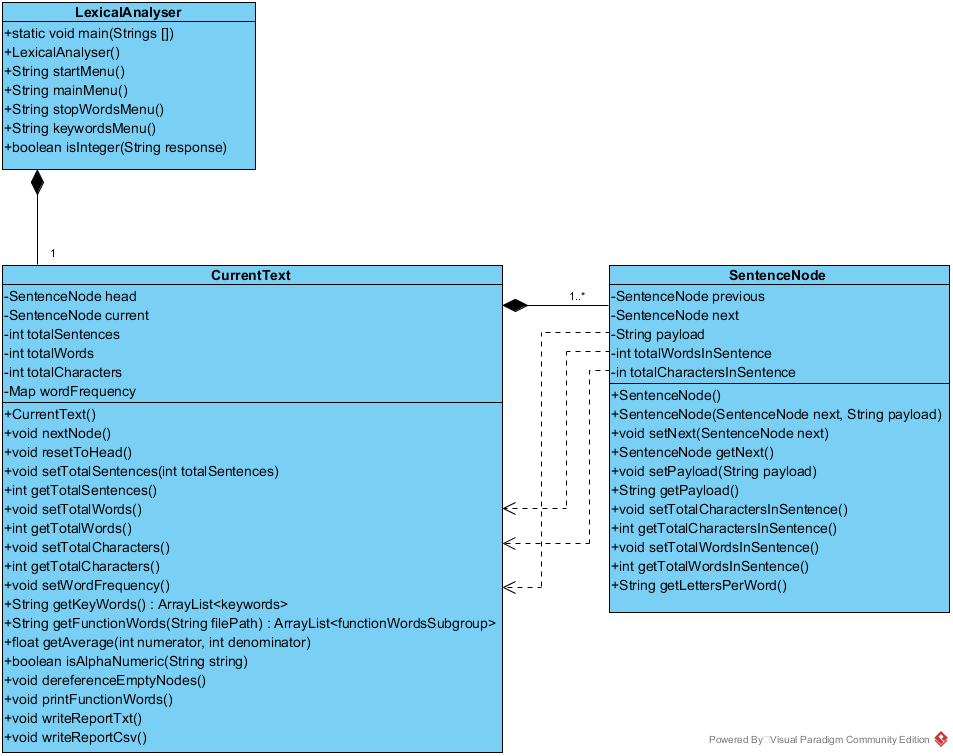 LexicalAnalyser
+static void main(Strings [])
+LexicalAnalyser()
+String startMenu()
+String mainMenu()
+String stopWordsMenu()
+String keywordsMenu()
+boolean isInteger(String response)
1
CurrentText
-SentenceNode head
-SentenceNode current
-int totalSentences
-int totalWords
-int totalCharacters
-Map wordFrequency
+CurrentText()
+void nextNode()
+void resetToHead()
+void setTotalSentences(int totalSentences)
+int getTotalSentences()
+void setTotalWords()
+int getTotalWords()
+void setTotalCharacters()
+int getTotalCharacters()
+void setWordFrequency()
+String getKeyWords() : ArrayList<keywords>
+String getFunctionWords(String filePath) : ArrayList<functionWordsSubgroup>
+float getAverage(int numerator, int denominator)
+boolean isAlphaNumeric(String string)
+void dereferenceEmptyNodes()
+void printFunctionWords()
+void writeReportTxt()
+void writeReportCsv()
1..*
SentenceNode
-SentenceNode previous
-SentenceNode next
-String payload
-int totalWordsInSentence
-in totalCharactersInSentence
+SentenceNode()
+SentenceNode(SentenceNode next, String payload)
+void setNext(SentenceNode next)
+SentenceNode getNext()
+void setPayload(String payload)
+String getPayload()
+void setTotalCharactersInSentence()
+int getTotalCharactersInSentence()
+void setTotalWordsInSentence()
+int getTotalWordsInSentence()
+String getLettersPerWord()
Powered By Visual Paradigm Community Edition